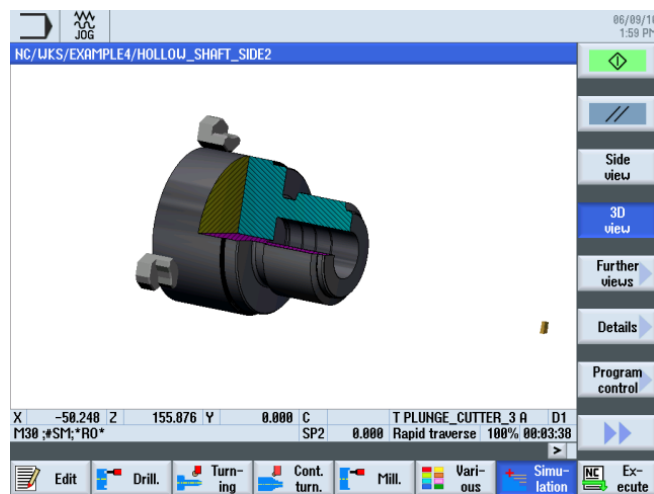 JOG
06/09/10
1:59 PM
NC/WKS/EXAMPLE4/HOLLOW_SHAFT_SIDE2
Side
view
3D
view
Further
views
Details
Program
control
X -50.248 Z 155.876 Y 0.000 C T PLUNGE_CUTTER_3 A D1
M30 ;#SM;*RO* SP2 0.000 Rapid traverse 100% 00:03:38
>
Edit
Drill.
Turn-
ing
Cont.
turn.
Mill.
Vari-
ous
Simu-
lation
NC
Ex-
ecute